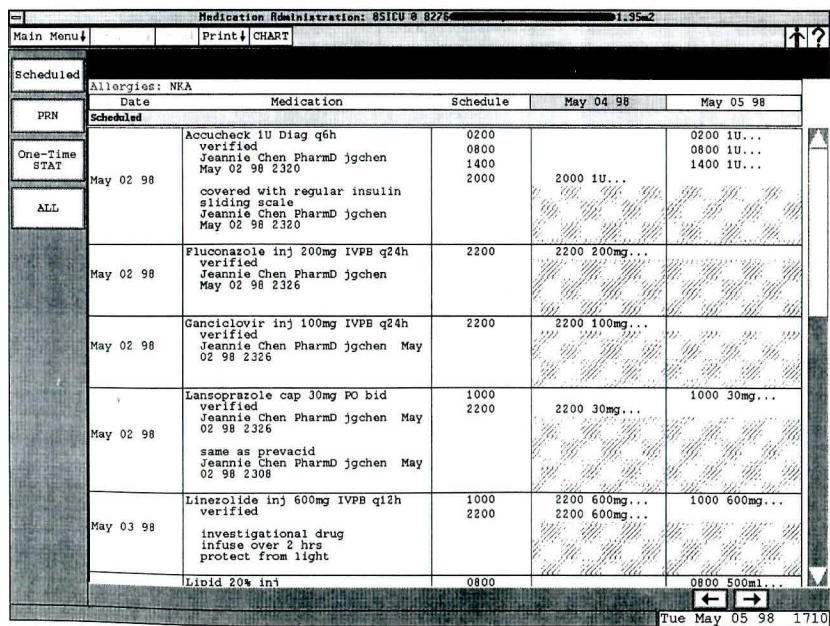 Medication Administration: 8SICU @ 8276 1.95m2
Main Menu↓ Print↓ CHART ?
Scheduled
PRN
One-Time
STAT
ALL
Allergies: NKA
Date Medication Schedule May 04 98 May 05 98
Scheduled
Accucheck 1U Diag q6h 0200 0200 1U...
verified 0800 0800 1U...
Jeannie Chen PharmD jgchen 1400 1400 1U...
May 02 98 2320 2000 2000 1U...
May 02 98
covered with regular insulin
sliding scale
Jeannie Chen PharmD jgchen
May 02 98 2320
Fluconazole inj 200mg IVPB q24h 2200 2200 200mg...
verified
May 02 98 Jeannie Chen PharmD jgchen
May 02 98 2326
Ganciclovir inj 100mg IVPB q24h 2200 2200 100mg...
verified
May 02 98 Jeannie Chen PharmD jgchen May
02 98 2326
Lansoprazole cap 30mg PO bid 1000 1000 30mg...
verified 2200 2200 30mg...
Jeannie Chen PharmD jgchen May
02 98 2326
May 02 98
same as prevacid
Jeannie Chen PharmD jgchen May
02 98 2308
Linezolide inj 600mg IVPB q12h 1000 2200 600mg... 1000 600mg...
verified 2200 2200 600mg...
May 03 98
investigational drug
infuse over 2 hrs
protect from light
Lipid 20% inj 0800 0800 500ml...
Tue May 05 98 1710